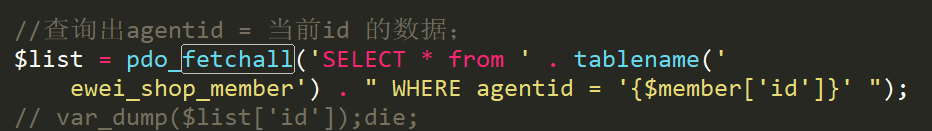 //查询出agentid = 当前id 的数据;
$list = pdo_fetchall('SELECT * from ' . tablename('
ewei_shop_member') . " WHERE agentid = '{$member['id']}' ");
// var_dump($list['id']);die;